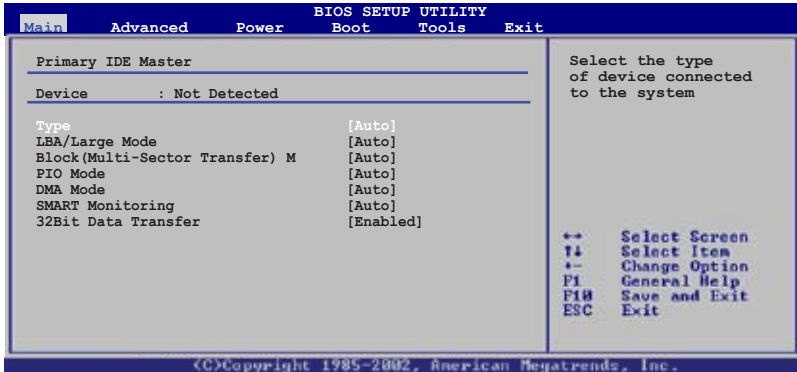 BIOS SETUP UTILITY
Main Advanced Power Boot Tools Exit
Primary IDE Master
Device : Not Detected
Type [Auto]
LBA/Large Mode [Auto]
Block(Multi-Sector Transfer) M [Auto]
PIO Mode [Auto]
DMA Mode [Auto]
SMART Monitoring [Auto]
32Bit Data Transfer [Enabled]
Select the type
of device connected
to the system
↔ Select Screen
↑↓ Select Item
+- Change Option
F1 General Help
F10 Save and Exit
ESC Exit
(C)Copyright 1985-2002, American Megatrends, Inc.